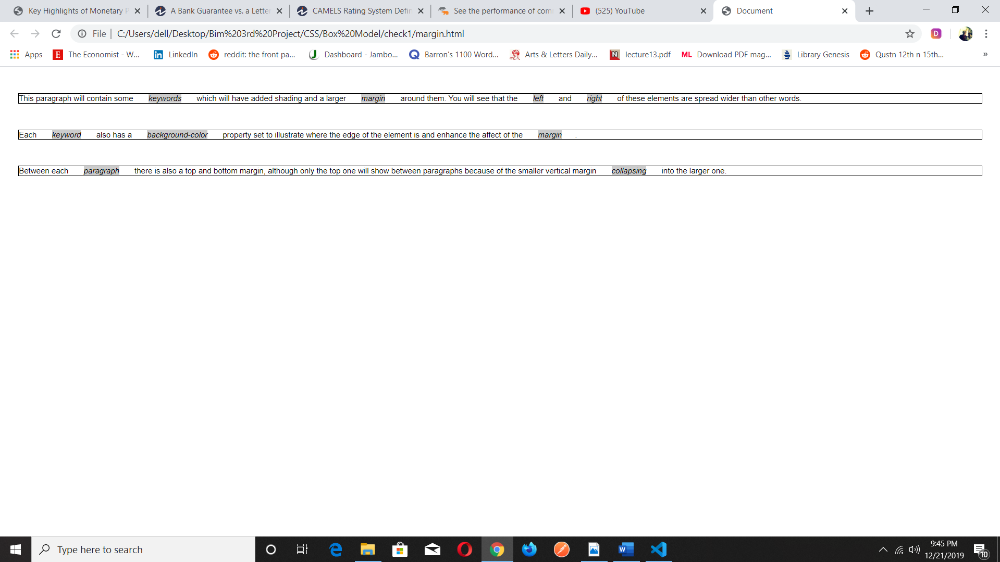 Key Highlights of Monetary P
A Bank Guarantee vs. a Letter
CAMELS Rating System Defin
See the performance of com
(525) YouTube
Document
File
C:/Users/dell/Desktop/Bim%203rd%20Project/CSS/Box%20Model/check1/margin.html
D
Apps
E
The Economist - W...
in
LinkedIn
reddit: the front pa...
Dashboard - Jambo...
Barron's 1100 Word...
Arts & Letters Daily...
N
lecture13.pdf
ML
Download PDF mag...
Library Genesis
Qustn 12th n 15th...
»
This paragraph will contain some keywords which will have added shading and a larger margin around them. You will see that the left and right of these elements are spread wider than other words.
Each keyword also has a background-color property set to illustrate where the edge of the element is and enhance the affect of the margin .
Between each paragraph there is also a top and bottom margin, although only the top one will show between paragraphs because of the smaller vertical margin collapsing into the larger one.
Type here to search
W
9:45 PM
12/21/2019
10